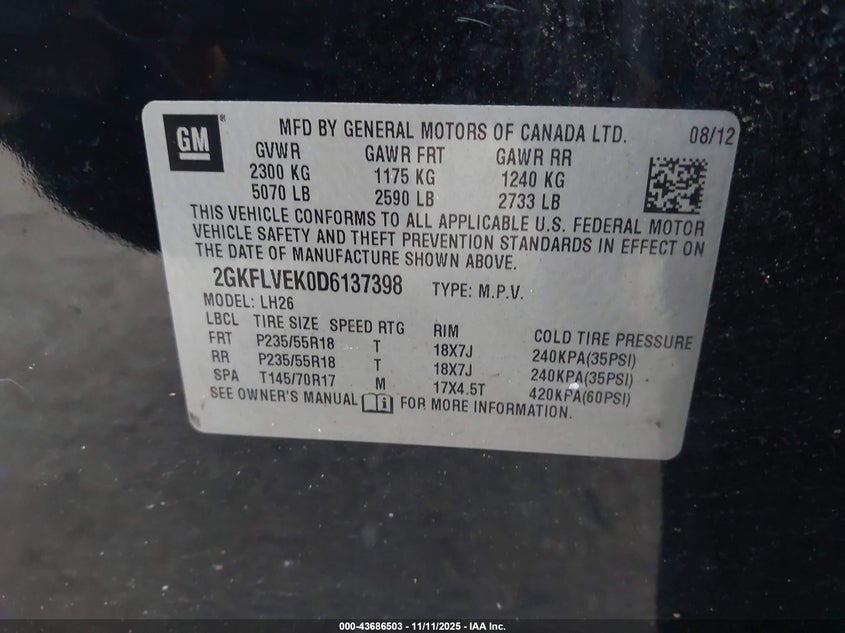 GM®
MFD BY GENERAL MOTORS OF CANADA LTD. 08/12
GVWR GAWR FRT GAWR RR
2300 KG 1175 KG 1240 KG
5070 LB 2590 LB 2733 LB
THIS VEHICLE CONFORMS TO ALL APPLICABLE U.S. FEDERAL MOTOR
VEHICLE SAFETY AND THEFT PREVENTION STANDARDS IN EFFECT ON
THE DATE OF MANUFACTURE SHOWN ABOVE.
2GKFLVEK0D6137398 TYPE: M.P.V.
MODEL: LH26
LBCL TIRE SIZE SPEED RTG RIM COLD TIRE PRESSURE
FRT P235/55R18 T 18X7J 240KPA(35PSI)
RR P235/55R18 T 18X7J 240KPA(35PSI)
SPA T145/70R17 M 17X4.5T 420KPA(60PSI)
SEE OWNER'S MANUAL i FOR MORE INFORMATION.
000-43686503 - 11/11/2025 - IAA Inc.